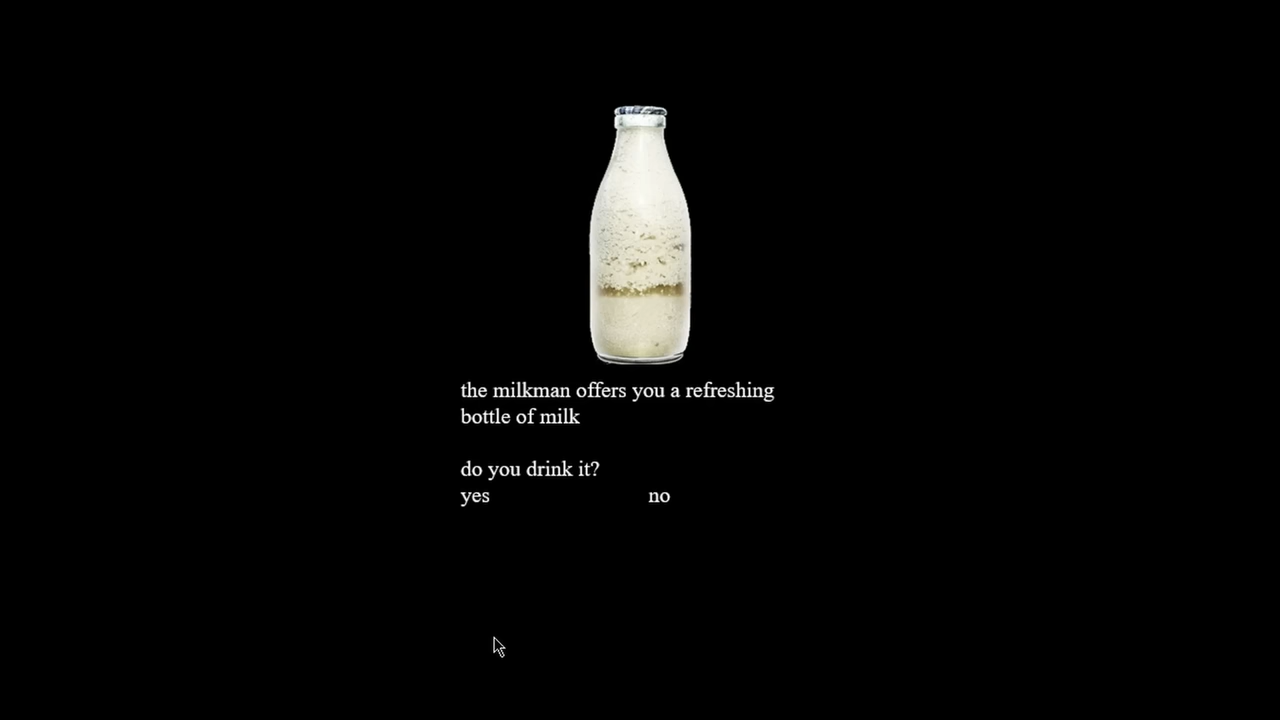 the milkman offers you a refreshing
bottle of milk
do you drink it?
yes no